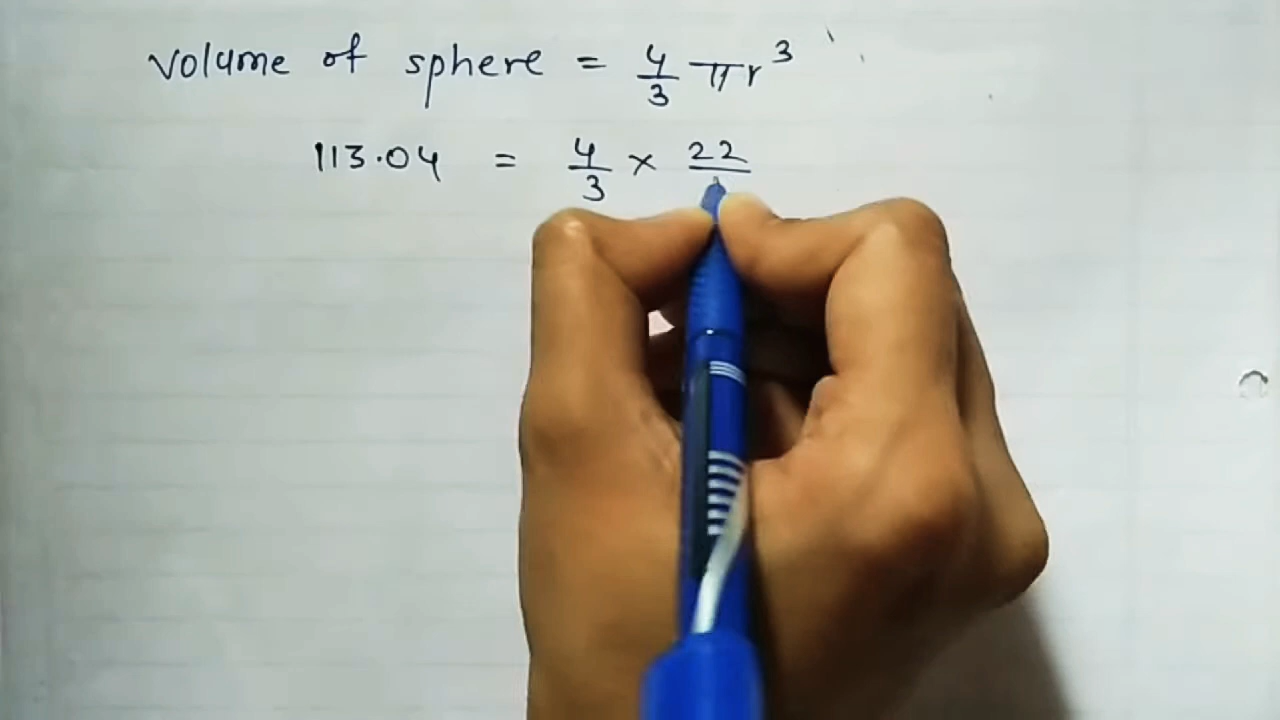 volume of sphere = 4/3 πr³
113.04 = 4/3 × 22/